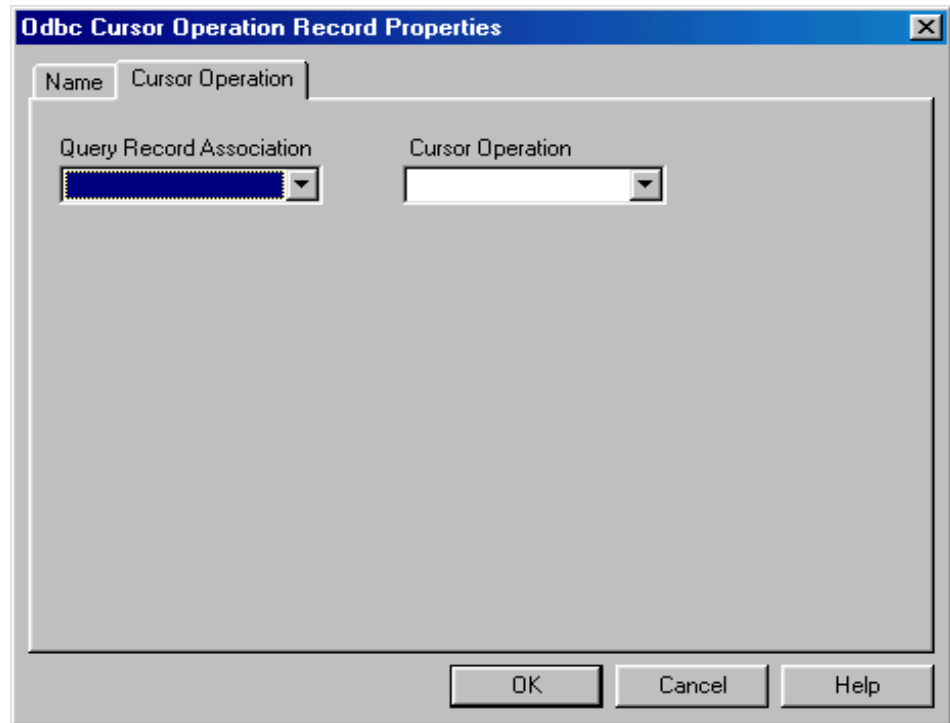 Odbc Cursor Operation Record Properties
Name Cursor Operation
Query Record Association Cursor Operation
OK Cancel Help